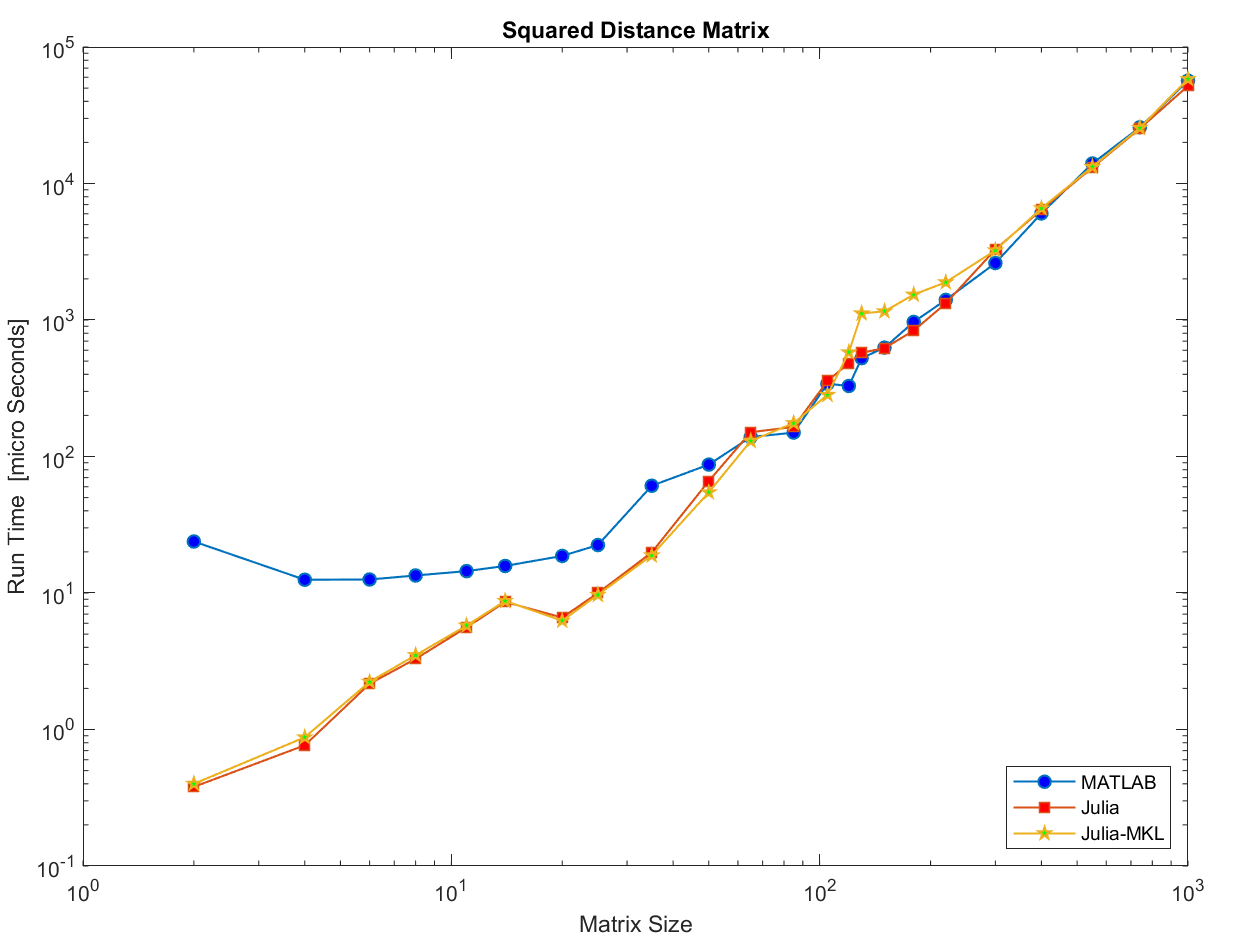 Squared Distance Matrix
10^5
10^4
10^3
10^2
10^1
10^0
10^-1
Run Time [micro Seconds]
10^0 10^1 10^2 10^3
Matrix Size
MATLAB
Julia
Julia-MKL